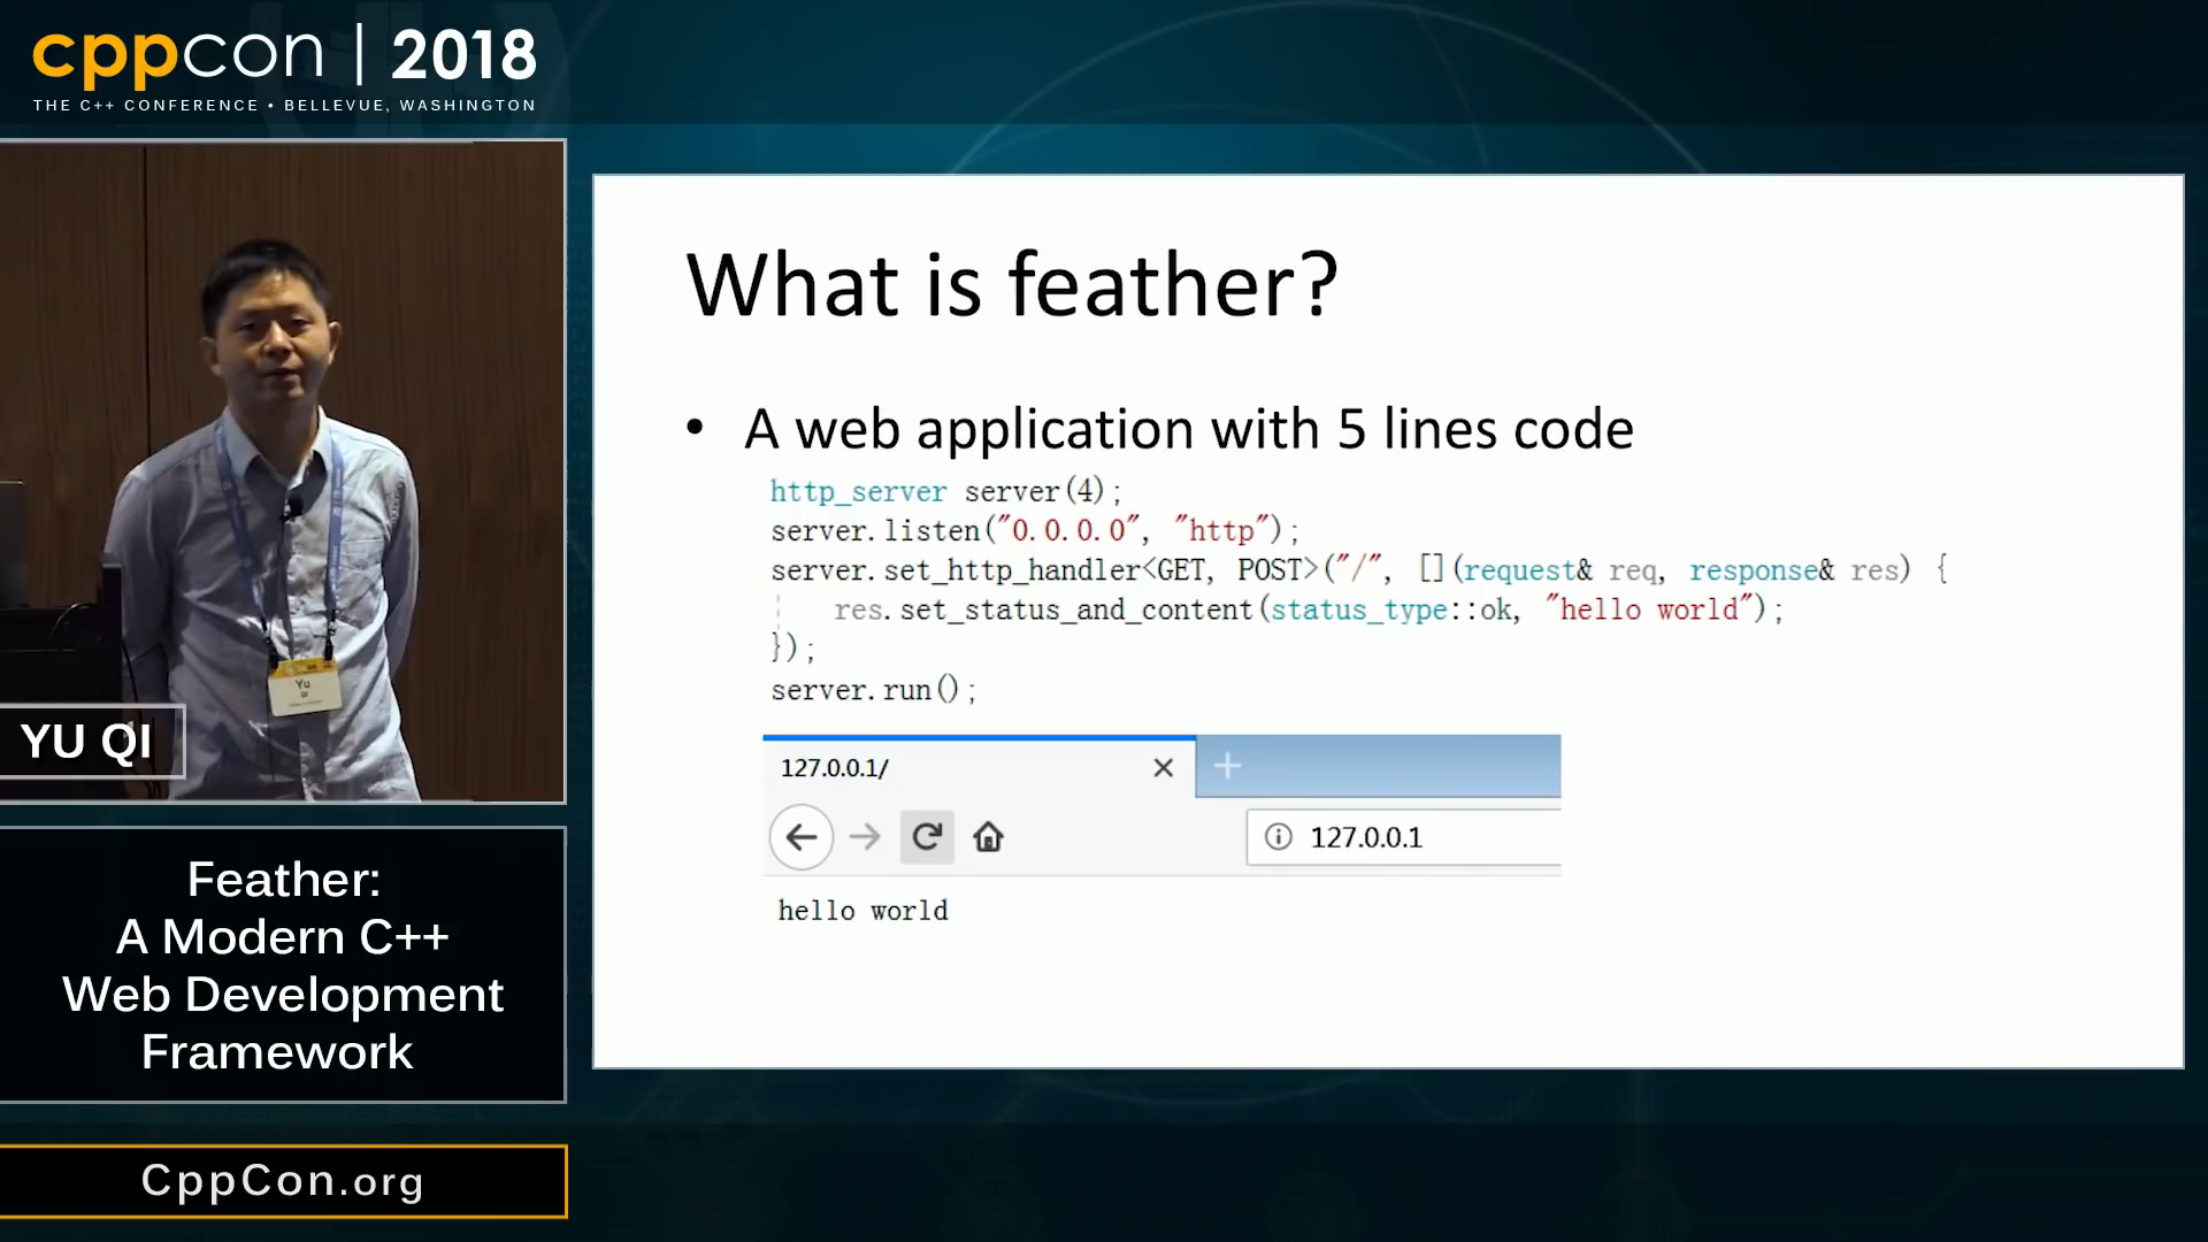 cppcon | 2018
THE C++ CONFERENCE • BELLEVUE, WASHINGTON
Yu
QI
YU QI
Feather:
A Modern C++
Web Development
Framework
CppCon.org
What is feather?
• A web application with 5 lines code
http_server server(4);
server.listen("0.0.0.0", "http");
server.set_http_handler<GET, POST>("/", [](request& req, response& res) {
res.set_status_and_content(status_type::ok, "hello world");
});
server.run();
127.0.0.1/
127.0.0.1
hello world